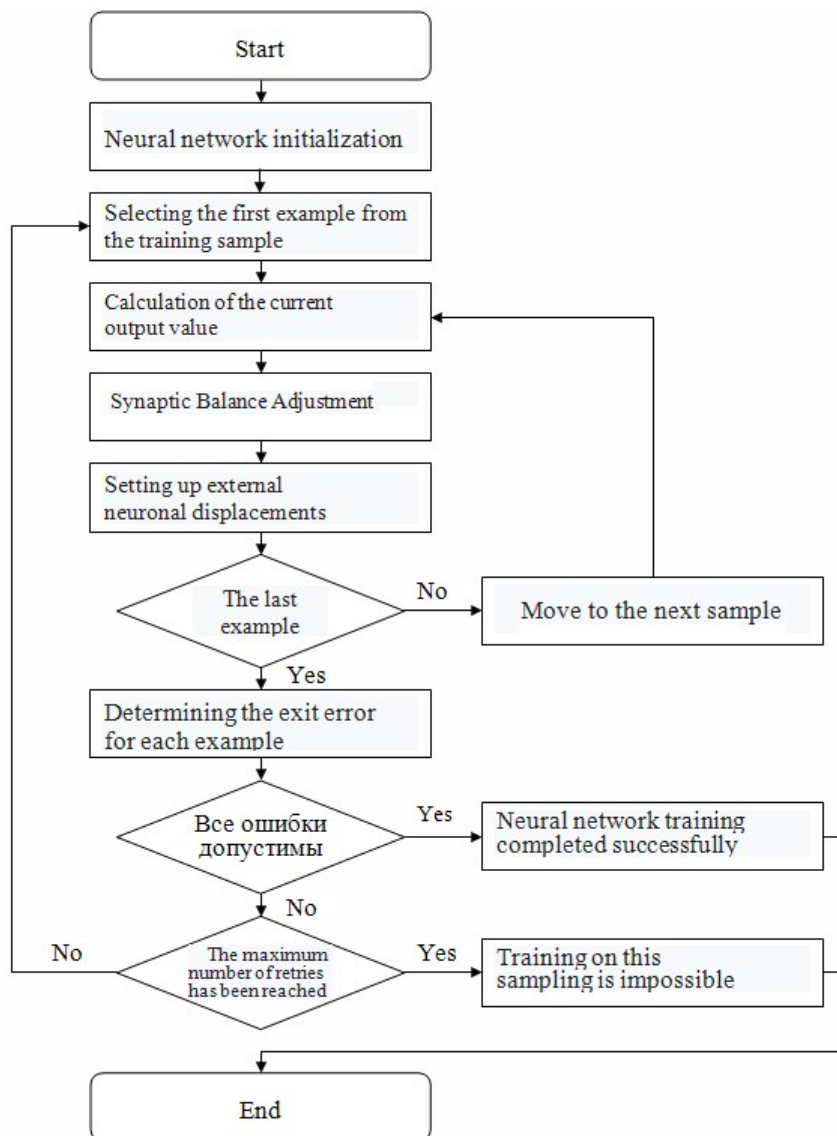 Start
Neural network initialization
Selecting the first example from
the training sample
Calculation of the current
output value
Synaptic Balance Adjustment
Setting up external
neuronal displacements
The last
example
No
Move to the next sample
Yes
Determining the exit error
for each example
Все ошибки
допустимы
Yes
Neural network training
completed successfully
No
No
The maximum
number of retries
has been reached
Yes
Training on this
sampling is impossible
End